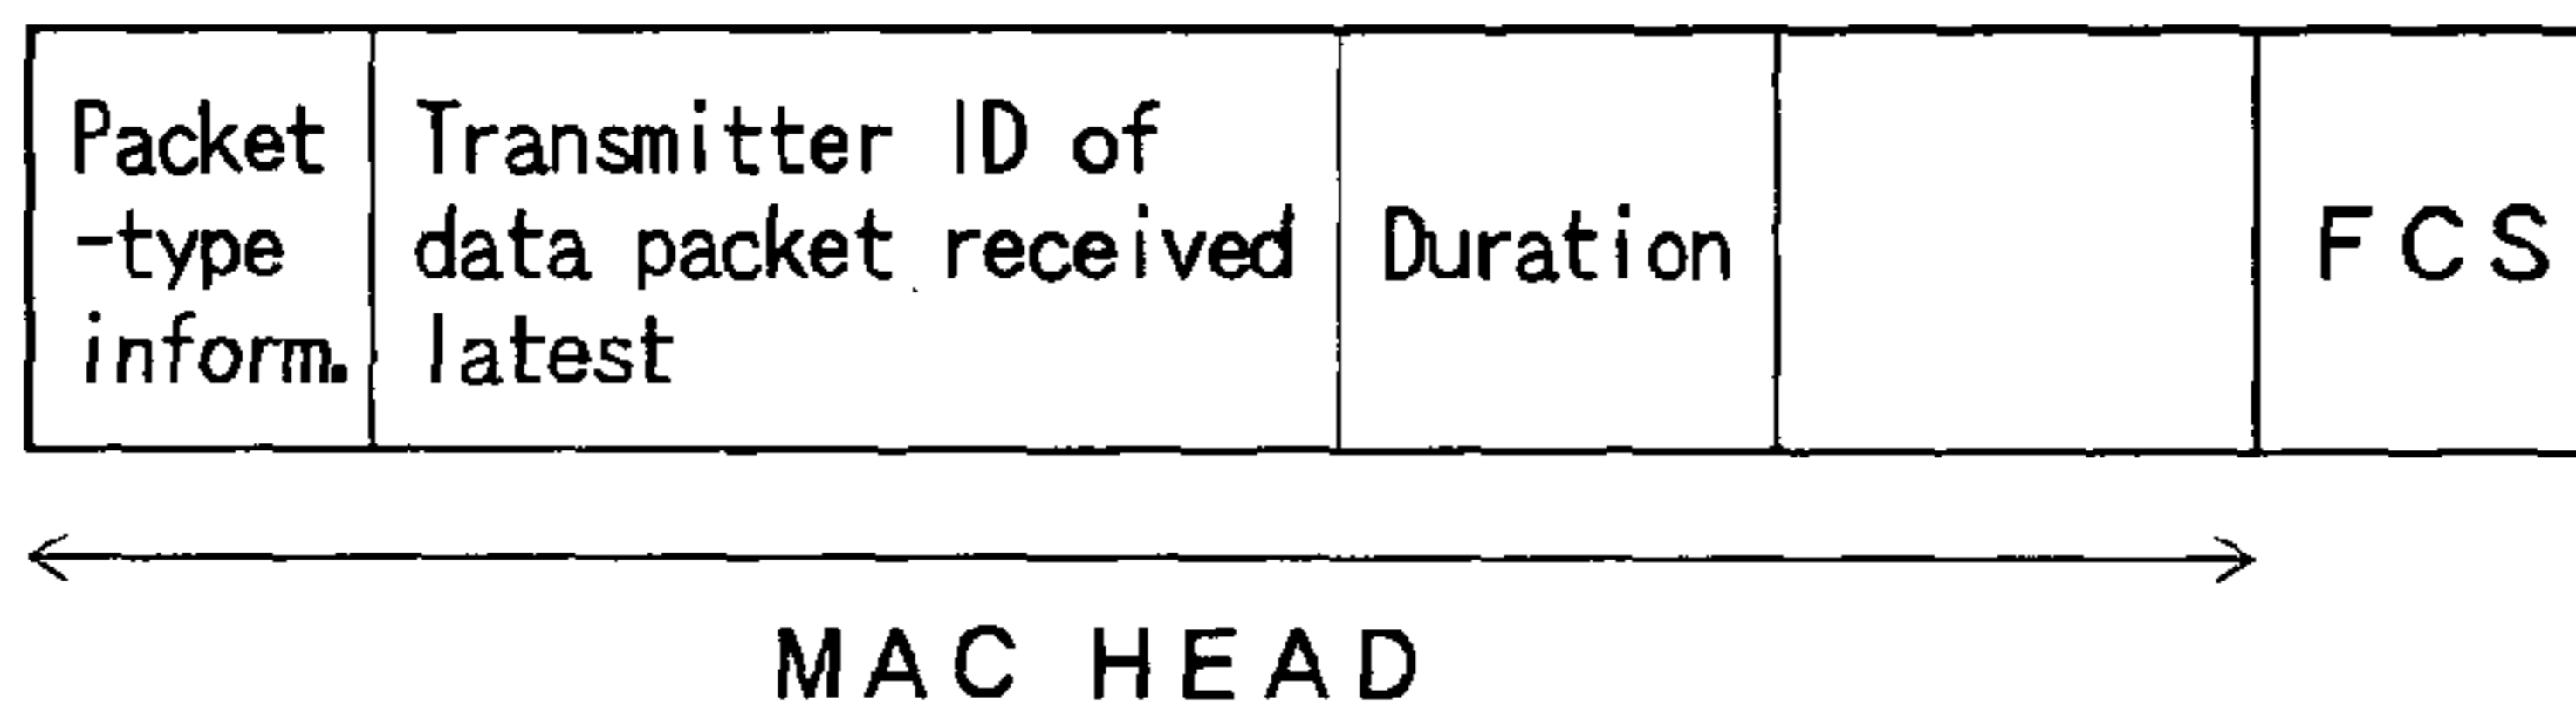 Packet
-type
inform.
Transmitter ID of
data packet received
latest
Duration
FCS
MAC HEAD